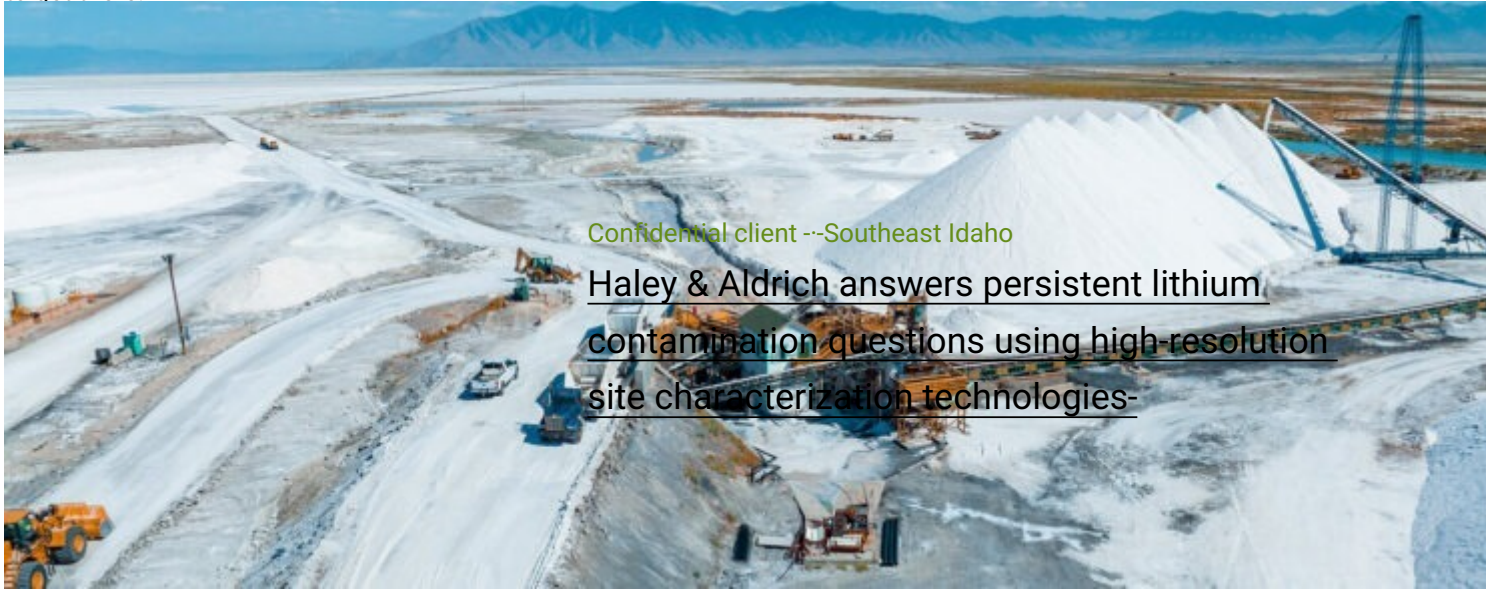 Confidential client -·-Southeast Idaho
Haley & Aldrich answers persistent lithium
contamination questions using high-resolution
site characterization technologies-